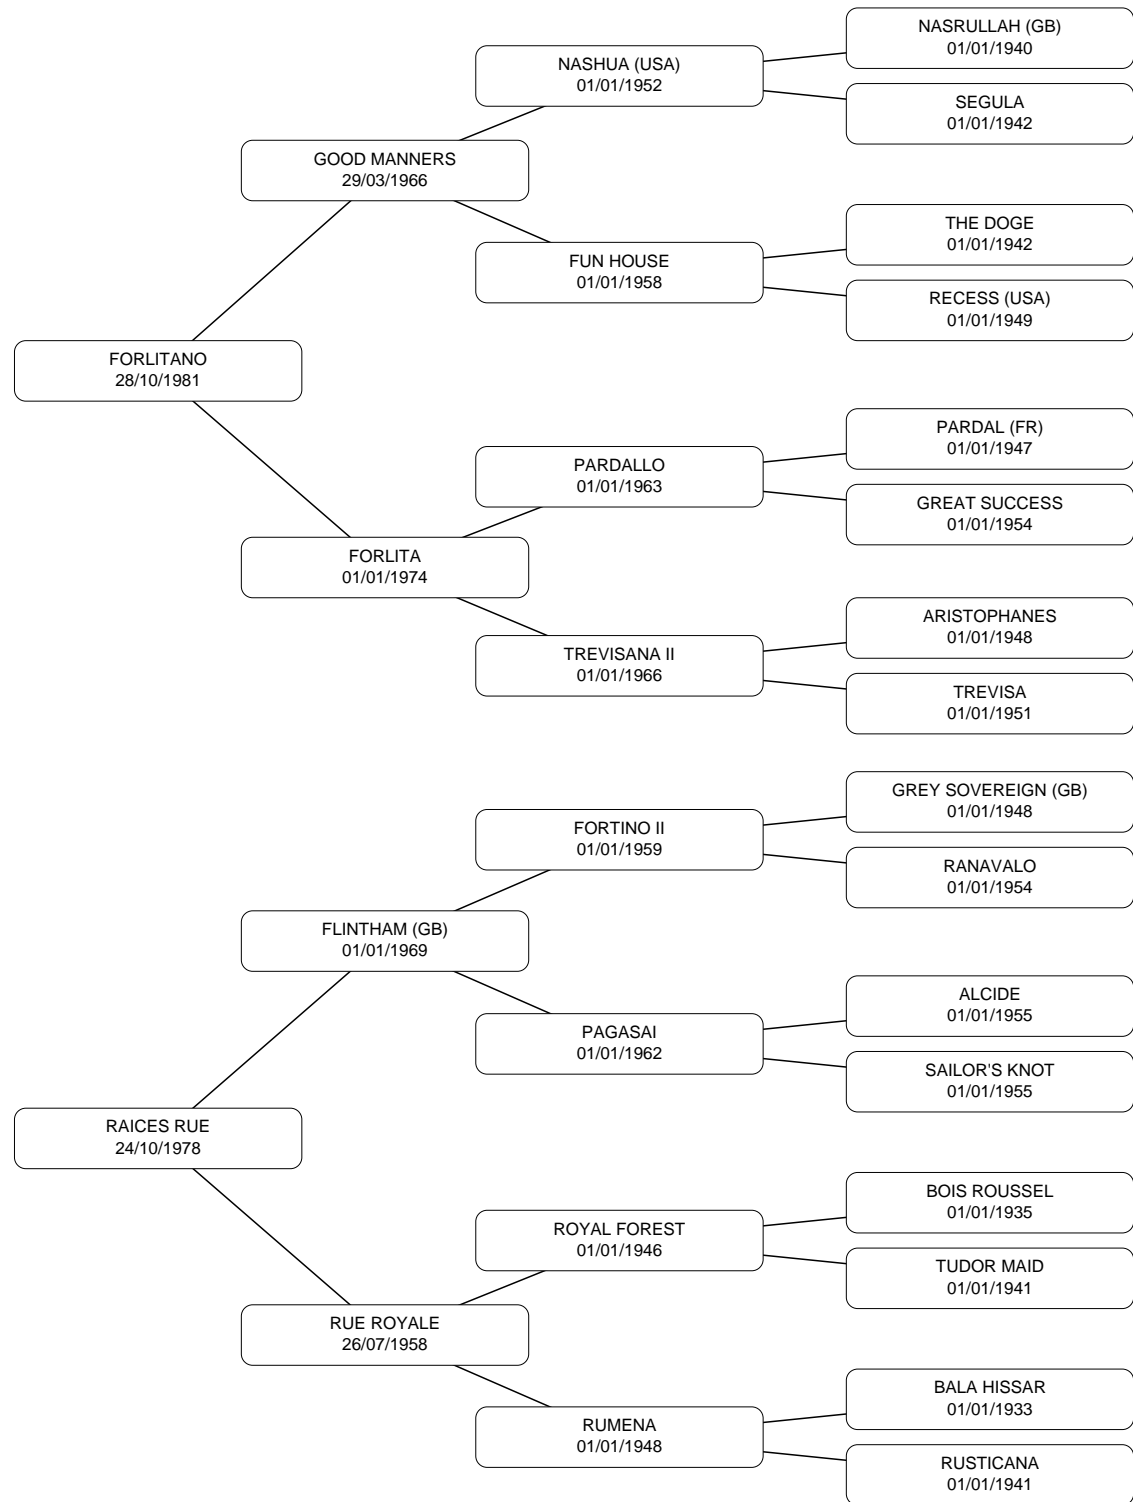 NASRULLAH (GB)
01/01/1940
NASHUA (USA)
01/01/1952
SEGULA
01/01/1942
GOOD MANNERS
29/03/1966
THE DOGE
01/01/1942
FUN HOUSE
01/01/1958
RECESS (USA)
01/01/1949
FORLITANO
28/10/1981
PARDAL (FR)
01/01/1947
PARDALLO
01/01/1963
GREAT SUCCESS
01/01/1954
FORLITA
01/01/1974
ARISTOPHANES
01/01/1948
TREVISANA II
01/01/1966
TREVISA
01/01/1951
GREY SOVEREIGN (GB)
01/01/1948
FORTINO II
01/01/1959
RANAVALO
01/01/1954
FLINTHAM (GB)
01/01/1969
ALCIDE
01/01/1955
PAGASAI
01/01/1962
SAILOR'S KNOT
01/01/1955
RAICES RUE
24/10/1978
BOIS ROUSSEL
01/01/1935
ROYAL FOREST
01/01/1946
TUDOR MAID
01/01/1941
RUE ROYALE
26/07/1958
BALA HISSAR
01/01/1933
RUMENA
01/01/1948
RUSTICANA
01/01/1941